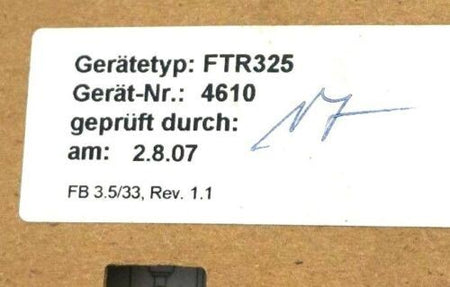 Gerätetyp: FTR325
Gerät-Nr.: 4610
geprüft durch:
am: 2.8.07
FB 3.5/33, Rev. 1.1